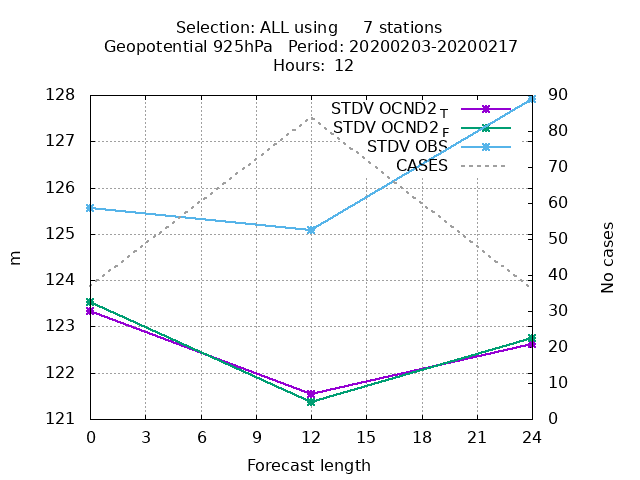 Selection: ALL using     7 stations
Geopotential 925hPa   Period: 20200203-20200217
Hours:  12
STDV OCND2_T
STDV OCND2_F
STDV OBS
CASES
128
127
126
125
124
123
122
121
m
90
80
70
60
50
40
30
20
10
0
No cases
0 3 6 9 12 15 18 21 24
Forecast length